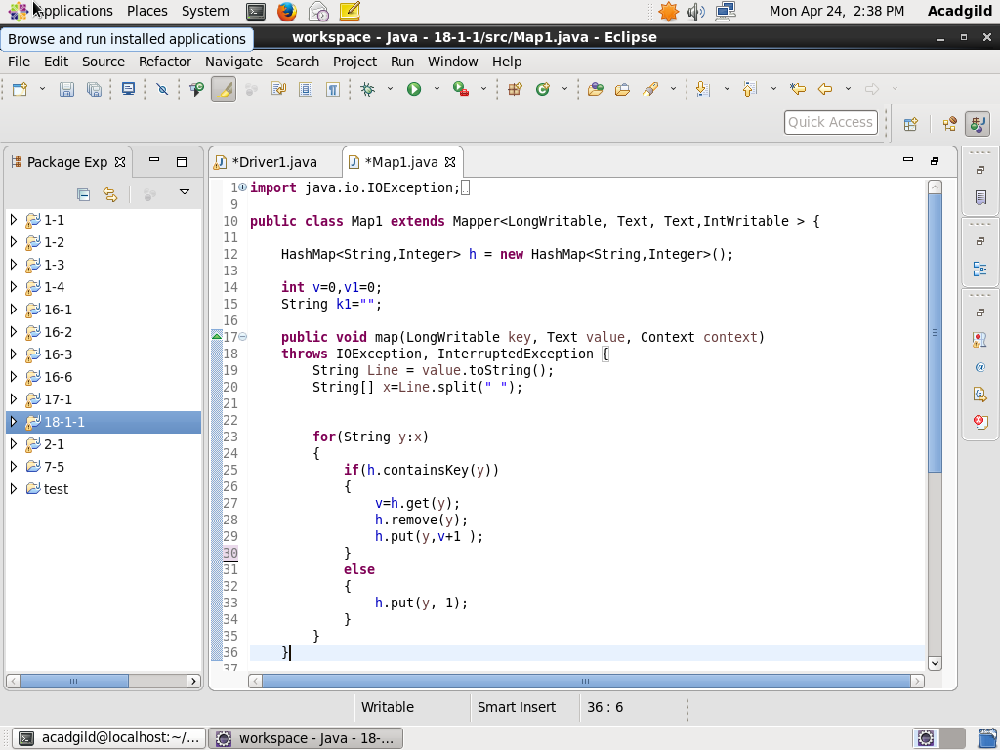 Applications Places System Mon Apr 24, 2:38 PM Acadgild
Browse and run installed applications
workspace - Java - 18-1-1/src/Map1.java - Eclipse
File Edit Source Refactor Navigate Search Project Run Window Help
Quick Access
Package Exp
*Driver1.java *Map1.java
1-1
1-2
1-3
1-4
16-1
16-2
16-3
16-6
17-1
18-1-1
2-1
7-5
test
1 import java.io.IOException;
9
10 public class Map1 extends Mapper<LongWritable, Text, Text,IntWritable > {
11
12 HashMap<String,Integer> h = new HashMap<String,Integer>();
13
14 int v=0,v1=0;
15 String k1="";
16
17 public void map(LongWritable key, Text value, Context context)
18 throws IOException, InterruptedException {
19 String Line = value.toString();
20 String[] x=Line.split(" ");
21
22
23 for(String y:x)
24 {
25 if(h.containsKey(y))
26 {
27 v=h.get(y);
28 h.remove(y);
29 h.put(y,v+1 );
30 }
31 else
32 {
33 h.put(y, 1);
34 }
35 }
36 }
37
Writable Smart Insert 36 : 6
acadgild@localhost:~/... workspace - Java - 18-...